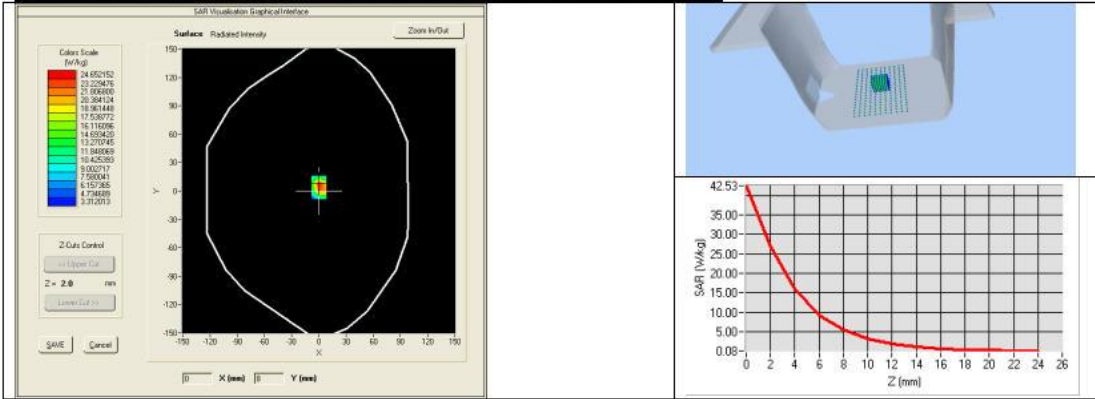 SAR Visualisation Graphical Interface
Surface Radiated Intensity
Zoom In/Out
Colors Scale
(W/kg)
24.652152
23.229476
21.806800
20.384124
18.961448
17.538772
16.116096
14.693420
13.270745
11.848069
10.425393
9.002717
7.580041
6.157365
4.734689
3.312013
150
120
90
60
30
0
-30
-60
-90
-120
-150
Y
-150 -120 -90 -60 -30 0 30 60 90 120 150
X
Z-Cuts Control
<< Upper Cut
Z = 2.0 mm
Lower Cut >>
SAVE Cancel
0 X (mm) 8 Y (mm)
42.53
35.00
30.00
25.00
20.00
15.00
10.00
5.00
0.08
SAR (W/kg)
0 2 4 6 8 10 12 14 16 18 20 22 24 26
Z (mm)